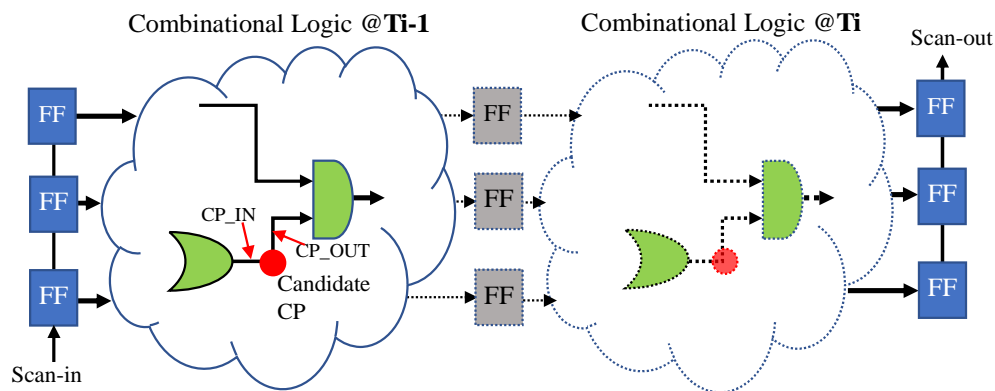 Combinational Logic @Ti-1
Combinational Logic @Ti
Scan-out
FF
FF
FF
FF
FF
FF
FF
FF
FF
CP_IN
CP_OUT
Candidate
CP
Scan-in